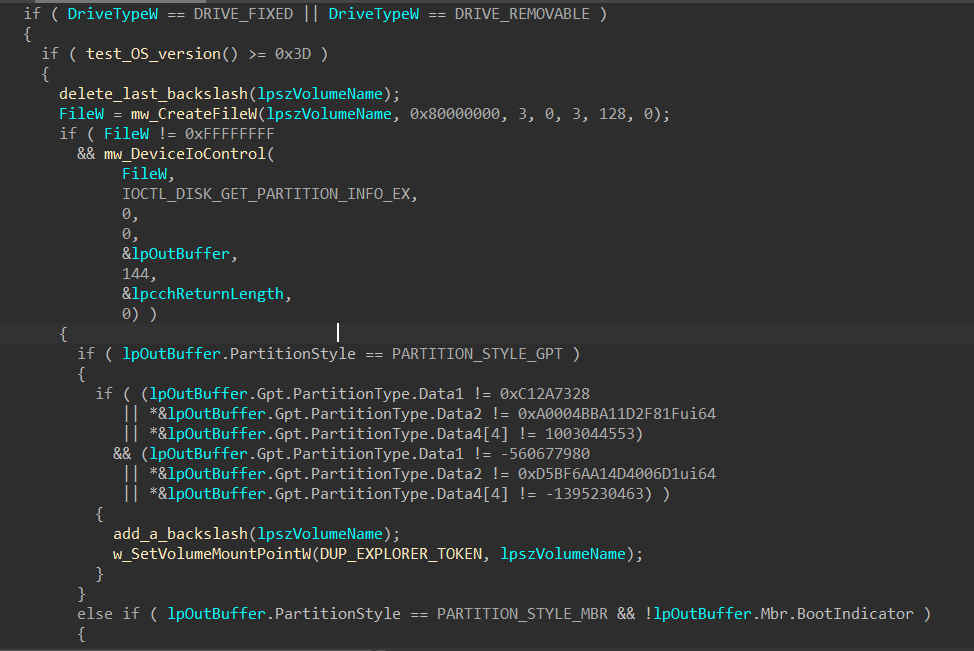 if ( DriveTypeW == DRIVE_FIXED || DriveTypeW == DRIVE_REMOVABLE )
{
if ( test_OS_version() >= 0x3D )
{
delete_last_backslash(lpszVolumeName);
FileW = mw_CreateFileW(lpszVolumeName, 0x80000000, 3, 0, 3, 128, 0);
if ( FileW != 0xFFFFFFFF
&& mw_DeviceIoControl(
FileW,
IOCTL_DISK_GET_PARTITION_INFO_EX,
0,
0,
&lpOutBuffer,
144,
&lpcchReturnLength,
0) )
{
if ( lpOutBuffer.PartitionStyle == PARTITION_STYLE_GPT )
{
if ( (lpOutBuffer.Gpt.PartitionType.Data1 != 0xC12A7328
|| *&lpOutBuffer.Gpt.PartitionType.Data2 != 0xA0004BBA11D2F81Fui64
|| *&lpOutBuffer.Gpt.PartitionType.Data4[4] != 1003044553)
&& (lpOutBuffer.Gpt.PartitionType.Data1 != -560677980
|| *&lpOutBuffer.Gpt.PartitionType.Data2 != 0xD5BF6AA14D4006D1ui64
|| *&lpOutBuffer.Gpt.PartitionType.Data4[4] != -1395230463) )
{
add_a_backslash(lpszVolumeName);
w_SetVolumeMountPointW(DUP_EXPLORER_TOKEN, lpszVolumeName);
}
}
else if ( lpOutBuffer.PartitionStyle == PARTITION_STYLE_MBR && !lpOutBuffer.Mbr.BootIndicator )
{